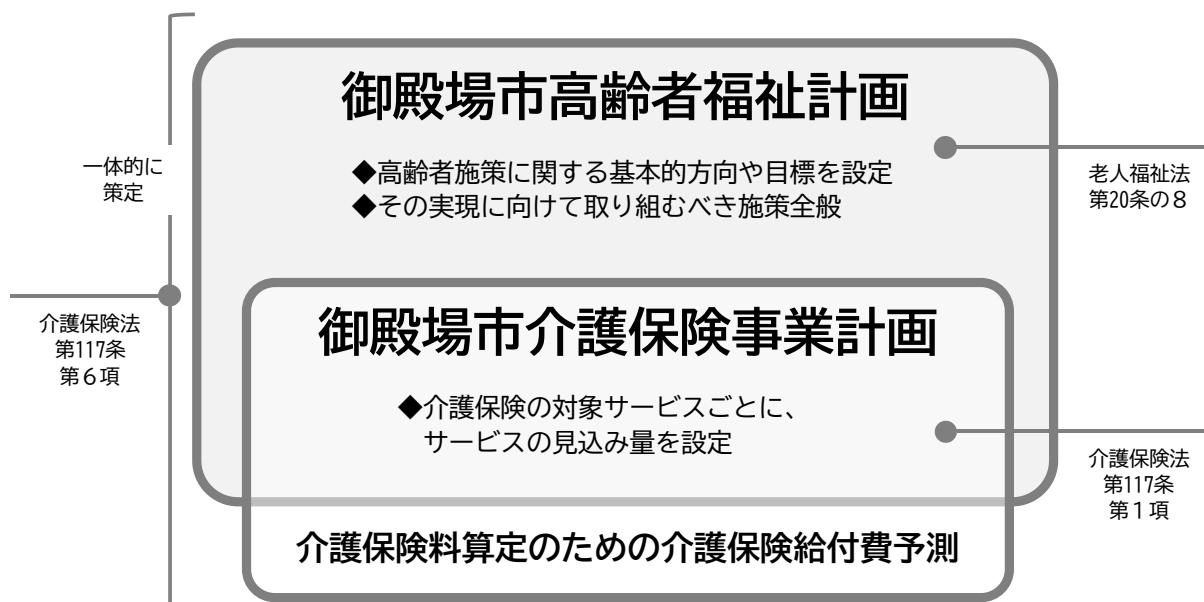 御殿場市高齢者福祉計画
◆高齢者施策に関する基本的方向や目標を設定
◆その実現に向けて取り組むべき施策全般
一体的に
策定
老人福祉法
第20条の８
介護保険法
第117条
第６項
御殿場市介護保険事業計画
◆介護保険の対象サービスごとに、
サービスの見込み量を設定
介護保険法
第117条
第１項
介護保険料算定のための介護保険給付費予測